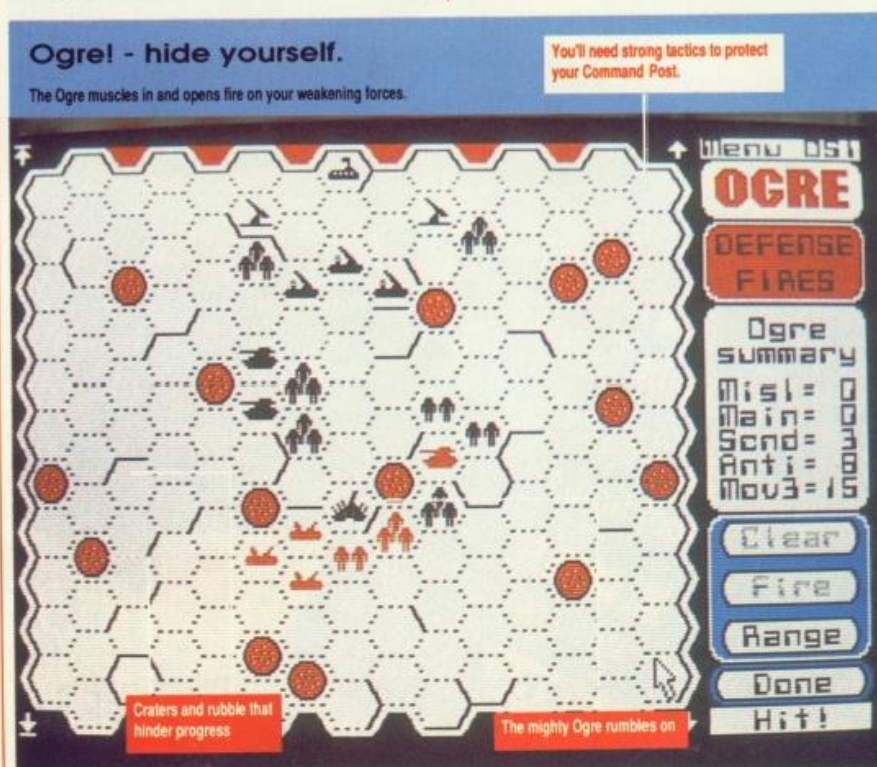 Ogre! - hide yourself.
The Ogre muscles in and opens fire on your weakening forces.
You'll need strong tactics to protect
your Command Post.
Menu DSk
OGRE
DEFENSE
FIRES
Ogre
summary
Misl= 0
Main= 0
Scnd= 3
Anti= 8
Mov3=15
Clear
Fire
Range
Done
Hit!
Craters and rubble that
hinder progress
The mighty Ogre rumbles on